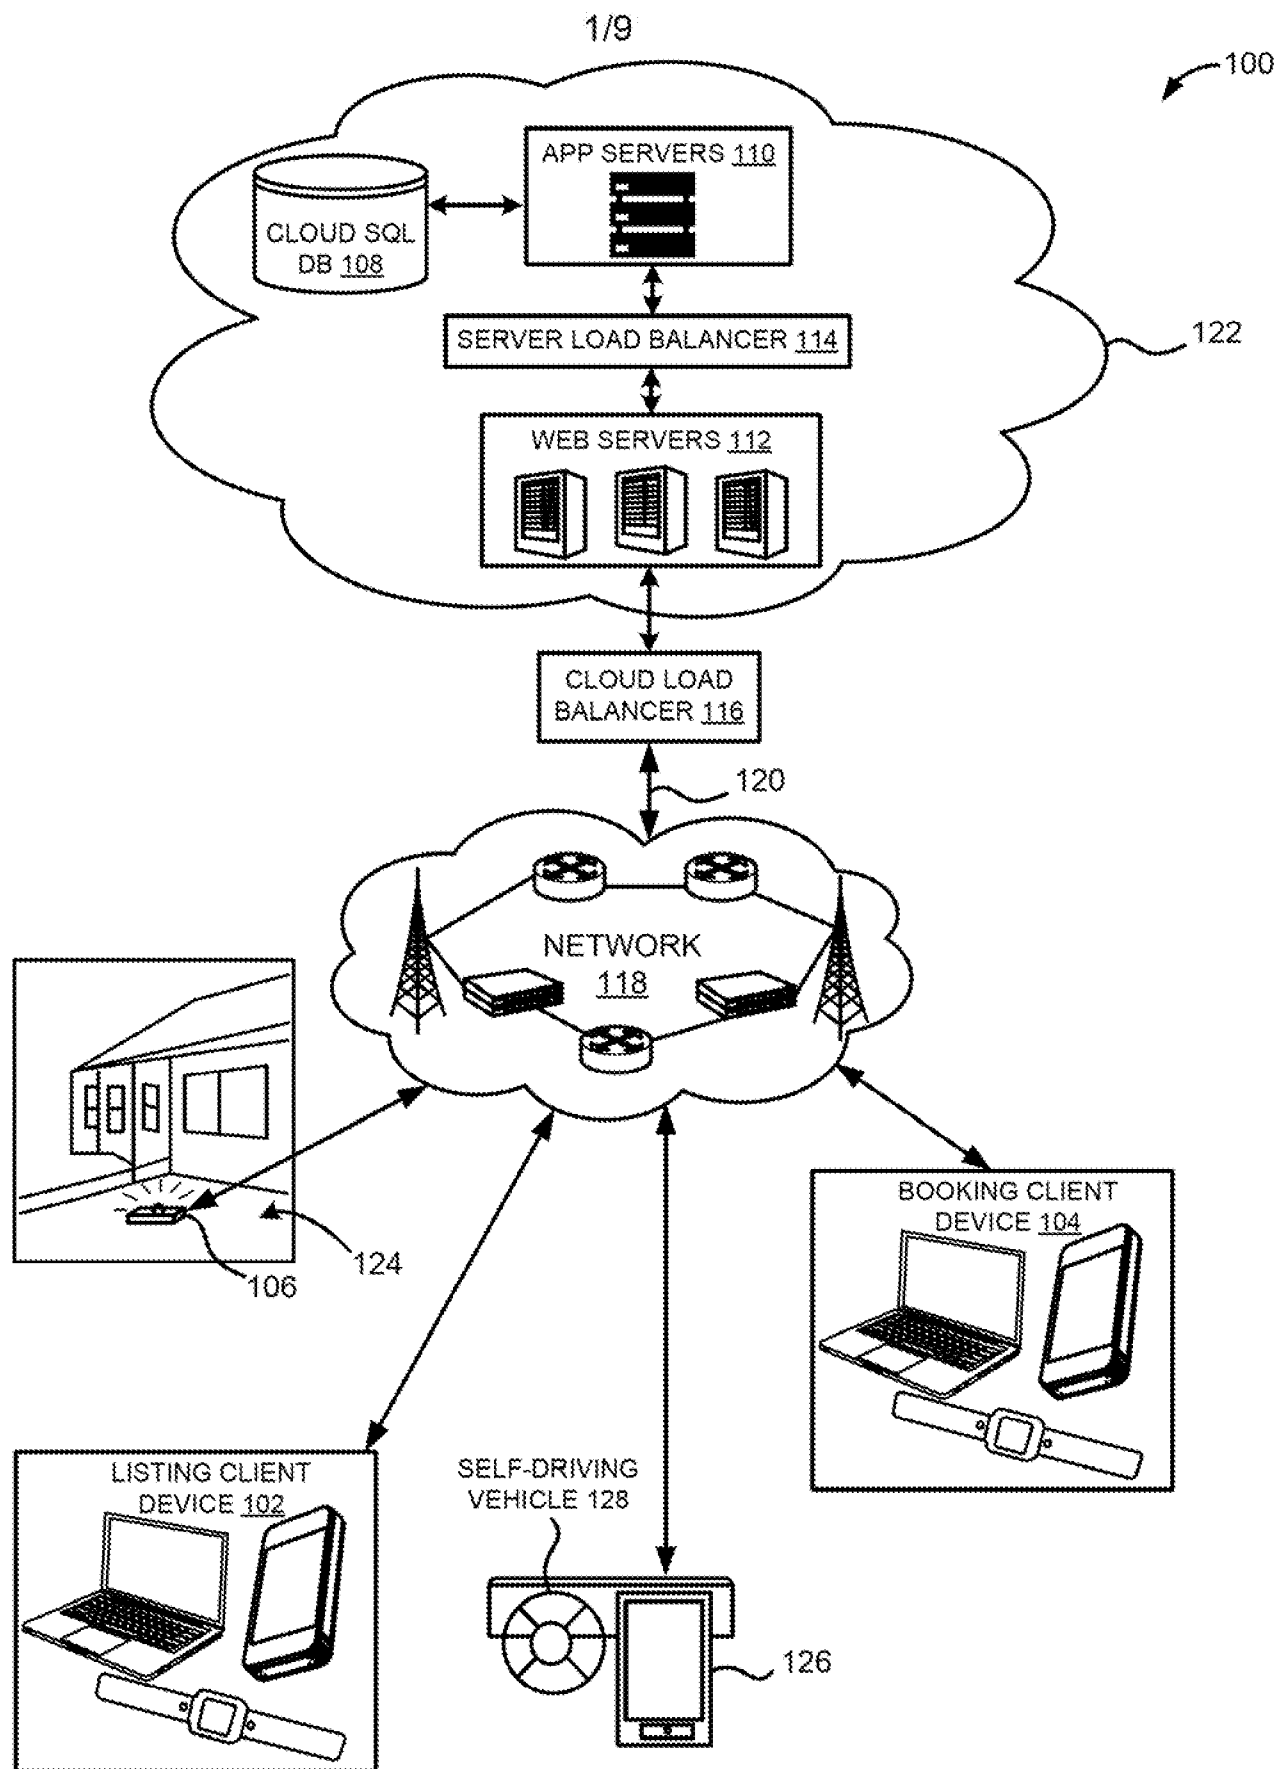 1/9
100
APP SERVERS 110
CLOUD SQL
DB 108
SERVER LOAD BALANCER 114
122
WEB SERVERS 112
CLOUD LOAD
BALANCER 116
120
NETWORK
118
124
106
BOOKING CLIENT
DEVICE 104
LISTING CLIENT
DEVICE 102
SELF-DRIVING
VEHICLE 128
126